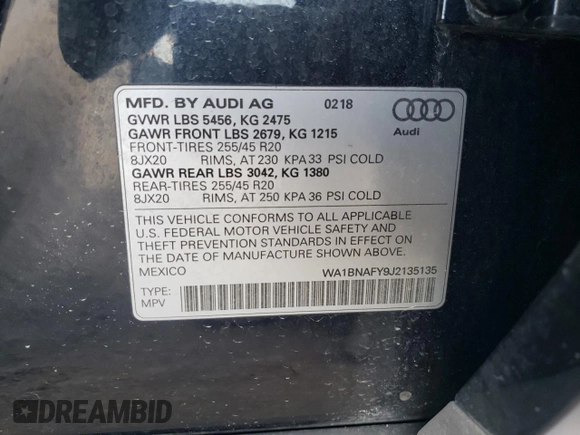 MFD. BY AUDI AG 0218
GVWR LBS 5456, KG 2475
GAWR FRONT LBS 2679, KG 1215
FRONT-TIRES 255/45 R20
8JX20 RIMS, AT 230 KPA 33 PSI COLD
GAWR REAR LBS 3042, KG 1380
REAR-TIRES 255/45 R20
8JX20 RIMS, AT 250 KPA 36 PSI COLD
Audi
THIS VEHICLE CONFORMS TO ALL APPLICABLE
U.S. FEDERAL MOTOR VEHICLE SAFETY AND
THEFT PREVENTION STANDARDS IN EFFECT ON
THE DATE OF MANUFACTURE SHOWN ABOVE.
MEXICO WA1BNAFY9J2135135
TYPE:
MPV
DREAMBID